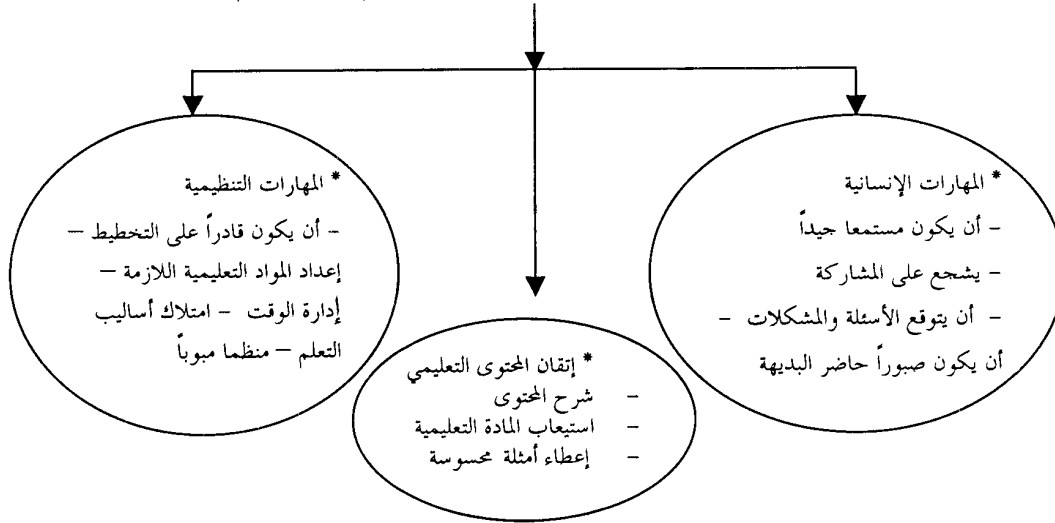 * المهارات الإنسانية
- أن يكون مستمعا جيداً
- يشجع على المشاركة
- أن يتوقع الأسئلة والمشكلات -
أن يكون صبوراً حاضر البديهة
* إتقان المحتوى التعليمي
- شرح المحتوى
- استيعاب المادة التعليمية
- إعطاء أمثلة محسوسة
* المهارات التنظيمية
- أن يكون قادراً على التخطيط –
إعداد المواد التعليمية اللازمة –
إدارة الوقت - امتلاك أساليب
التعلم – منظما مبوباً